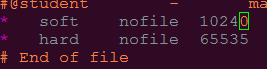 #@student - ma
* soft nofile 10240
* hard nofile 65535
# End of file